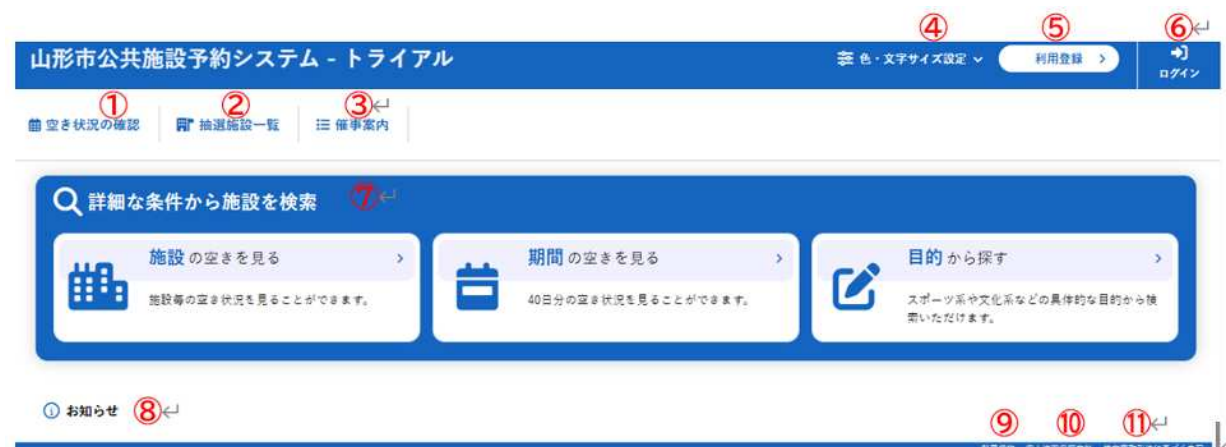 ④ ⑤ ⑥
山形市公共施設予約システム - トライアル 色・文字サイズ設定 利用登録 ログイン
① ② ③
空き状況の確認 抽選施設一覧 催事案内
詳細な条件から施設を検索 ⑦
施設の空きを見る
施設毎の空き状況を見ることができます。
期間の空きを見る
40日分の空き状況を見ることができます。
目的から探す
スポーツ系や文化系などの具体的な目的から検
索いただけます。
お知らせ ⑧
⑨ ⑩ ⑪